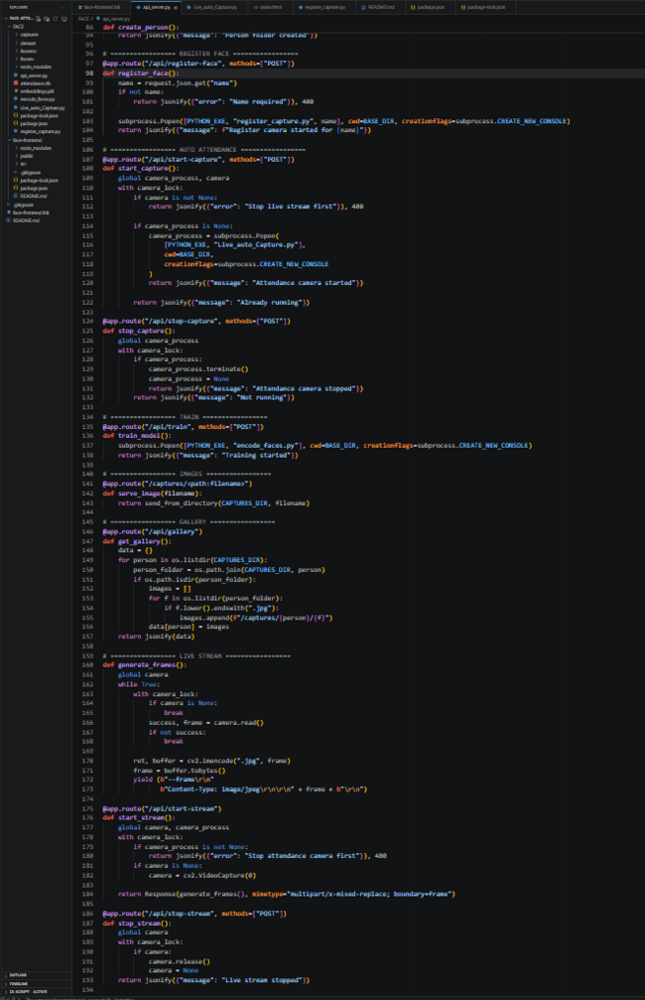 face-frontend.link
api_server.py
Live_auto_Capture.py
index.html
register_capture.py
README.md
package.json
package-lock.json
FACE > api_server.py
FACE
captures
dataset
node_modules
api_server.py
attendance.db
embeddings.pkl
encode_faces.py
Live_auto_Capture.py
package-lock.json
package.json
register_capture.py
face-frontend
node_modules
public
src
.gitignore
package-lock.json
package.json
README.md
.gitignore
face-frontend.link
README.md
OUTLINE
TIMELINE
86 def create_person():
94     return jsonify({"message": "Person folder created"})
95
96 # ================ REGISTER FACE =================
97 @app.route("/api/register-face", methods=["POST"])
98 def register_face():
99     name = request.json.get("name")
100     if not name:
101         return jsonify({"error": "Name required"}), 400
102
103     subprocess.Popen([PYTHON_EXE, "register_capture.py", name], cwd=BASE_DIR, creationflags=subprocess.CREATE_NEW_CONSOLE)
104     return jsonify({"message": f"Register camera started for {name}"})
105
106 # ================ AUTO ATTENDANCE =================
107 @app.route("/api/start-capture", methods=["POST"])
108 def start_capture():
109     global camera_process, camera
110     with camera_lock:
111         if camera is not None:
112             return jsonify({"error": "Stop live stream first"}), 400
113
114         if camera_process is None:
115             camera_process = subprocess.Popen(
116                 [PYTHON_EXE, "Live_auto_Capture.py"],
117                 cwd=BASE_DIR,
118                 creationflags=subprocess.CREATE_NEW_CONSOLE
119             )
120             return jsonify({"message": "Attendance camera started"})
121
122         return jsonify({"message": "Already running"})
123
124 @app.route("/api/stop-capture", methods=["POST"])
125 def stop_capture():
126     global camera_process
127     with camera_lock:
128         if camera_process:
129             camera_process.terminate()
130             camera_process = None
131             return jsonify({"message": "Attendance camera stopped"})
132         return jsonify({"message": "Not running"})
133
134 # ================ TRAIN =================
135 @app.route("/api/train", methods=["POST"])
136 def train_model():
137     subprocess.Popen([PYTHON_EXE, "encode_faces.py"], cwd=BASE_DIR, creationflags=subprocess.CREATE_NEW_CONSOLE)
138     return jsonify({"message": "Training started"})
139
140 # ================ IMAGES =================
141 @app.route("/captures/<path:filename>")
142 def serve_image(filename):
143     return send_from_directory(CAPTURES_DIR, filename)
144
145 # ================ GALLERY =================
146 @app.route("/api/gallery")
147 def get_gallery():
148     data = {}
149     for person in os.listdir(CAPTURES_DIR):
150         person_folder = os.path.join(CAPTURES_DIR, person)
151         if os.path.isdir(person_folder):
152             images = []
153             for f in os.listdir(person_folder):
154                 if f.lower().endswith(".jpg"):
155                     images.append(f"/captures/{person}/{f}")
156             data[person] = images
157     return jsonify(data)
158
159 # ================ LIVE STREAM =================
160 def generate_frames():
161     global camera
162     while True:
163         with camera_lock:
164             if camera is None:
165                 break
166             success, frame = camera.read()
167             if not success:
168                 break
169
170         ret, buffer = cv2.imencode(".jpg", frame)
171         frame = buffer.tobytes()
172         yield (b"--frame\r\n"
173                b"Content-Type: image/jpeg\r\n\r\n" + frame + b"\r\n")
174
175 @app.route("/api/start-stream")
176 def start_stream():
177     global camera, camera_process
178     with camera_lock:
179         if camera_process is not None:
180             return jsonify({"error": "Stop attendance camera first"}), 400
181         if camera is None:
182             camera = cv2.VideoCapture(0)
183
184     return Response(generate_frames(), mimetype="multipart/x-mixed-replace; boundary=frame")
185
186 @app.route("/api/stop-stream", methods=["POST"])
187 def stop_stream():
188     global camera
189     with camera_lock:
190         if camera:
191             camera.release()
192             camera = None
193     return jsonify({"message": "Live stream stopped"})
194